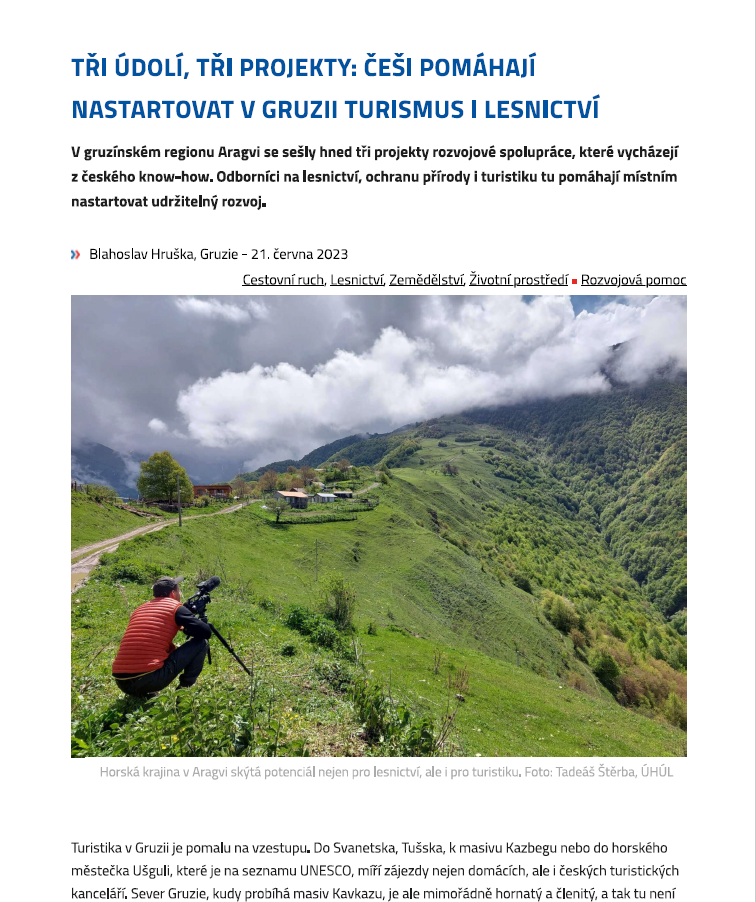 TŘI ÚDOLÍ, TŘI PROJEKTY: ČEŠI POMÁHAJÍ
NASTARTOVAT V GRUZII TURISMUS I LESNICTVÍ
V gruzínském regionu Aragvi se sešly hned tři projekty rozvojové spolupráce, které vycházejí
z českého know-how. Odborníci na lesnictví, ochranu přírody i turistiku tu pomáhají místním
nastartovat udržitelný rozvoj.
Blahoslav Hruška, Gruzie - 21. června 2023
Cestovní ruch, Lesnictví, Zemědělství, Životní prostředí ▪ Rozvojová pomoc
Horská krajina v Aragvi skýtá potenciál nejen pro lesnictví, ale i pro turistiku. Foto: Tadeáš Štěrba, ÚHÚL
Turistika v Gruzii je pomalu na vzestupu. Do Svanetska, Tušska, k masivu Kazbegu nebo do horského
městečka Ušguli, které je na seznamu UNESCO, míří zájezdy nejen domácích, ale i českých turistických
kanceláří. Sever Gruzie, kudy probíhá masiv Kavkazu, je ale mimořádně hornatý a členitý, a tak tu není